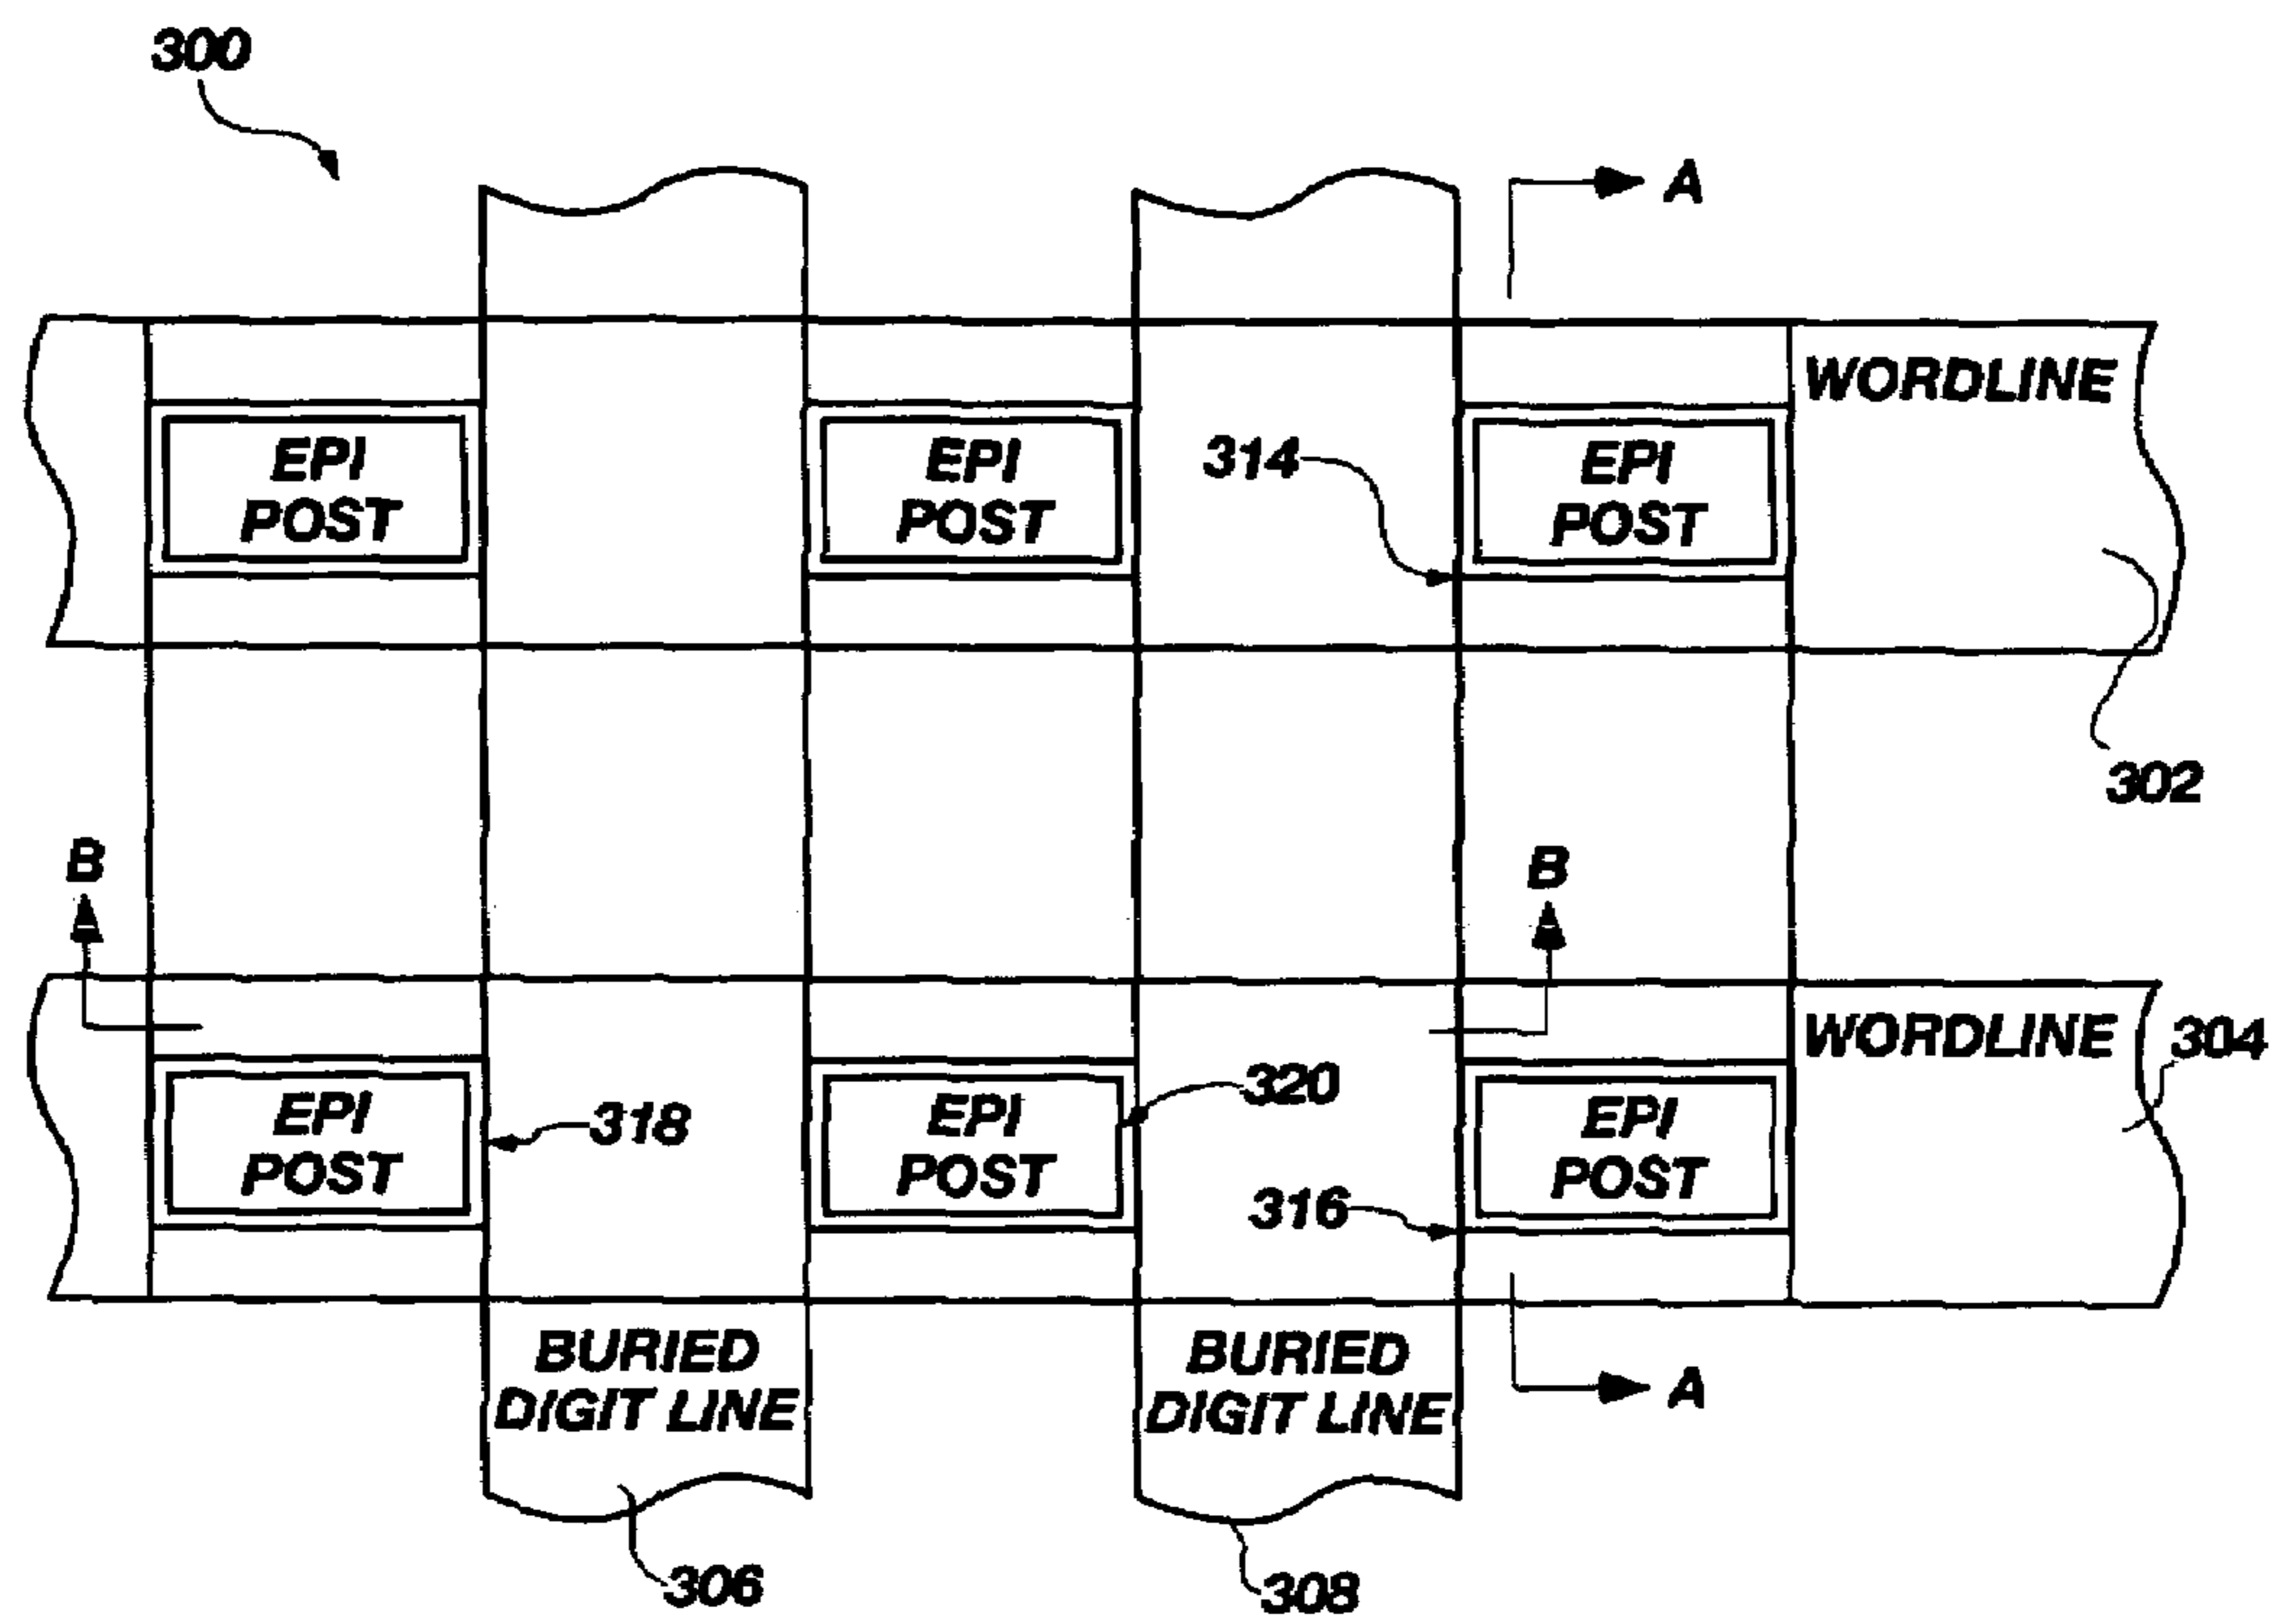 300
A
WORDLINE
EPI
POST
EPI
POST
314
EPI
POST
302
B
B
WORDLINE
304
EPI
POST
318
EPI
POST
320
316
EPI
POST
BURIED
DIGIT LINE
BURIED
DIGIT LINE
A
306
308